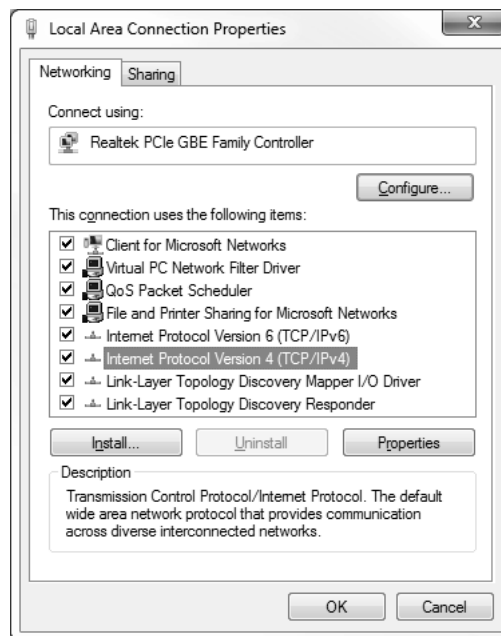 Local Area Connection Properties
x
Networking Sharing
Connect using:
Realtek PCIe GBE Family Controller
Configure...
This connection uses the following items:
Client for Microsoft Networks
Virtual PC Network Filter Driver
QoS Packet Scheduler
File and Printer Sharing for Microsoft Networks
Internet Protocol Version 6 (TCP/IPv6)
Internet Protocol Version 4 (TCP/IPv4)
Link-Layer Topology Discovery Mapper I/O Driver
Link-Layer Topology Discovery Responder
Install... Uninstall Properties
Description
Transmission Control Protocol/Internet Protocol. The default
wide area network protocol that provides communication
across diverse interconnected networks.
OK Cancel